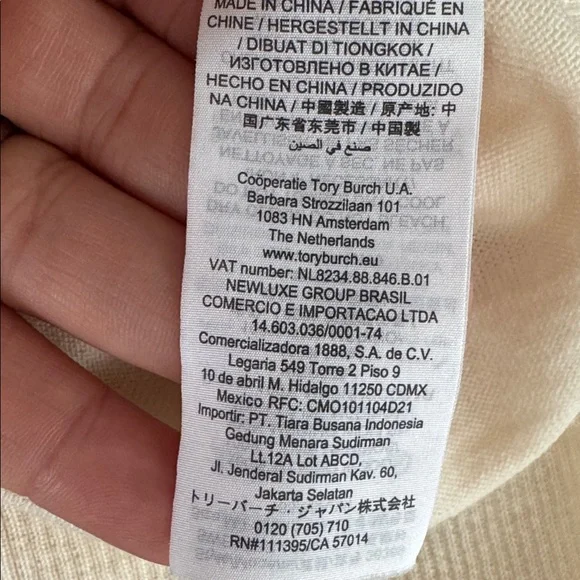 MADE IN CHINA / FABRIQUÉ EN
CHINE / HERGESTELLT IN CHINA
/ DIBUAT DI TIONGKOK /
ИЗГОТОВЛЕНО В КИТАЕ /
HECHO EN CHINA / PRODUZIDO
NA CHINA / 中國製造 / 原产地: 中
国广东省东莞市 / 中国製
صنع في الصين
Coöperatie Tory Burch U.A.
Barbara Strozzilaan 101
1083 HN Amsterdam
The Netherlands
www.toryburch.eu
VAT number: NL8234.88.846.B.01
NEWLUXE GROUP BRASIL
COMERCIO E IMPORTACAO LTDA
14.603.036/0001-74
Comercializadora 1888, S.A. de C.V.
Legaria 549 Torre 2 Piso 9
10 de abril M. Hidalgo 11250 CDMX
Mexico RFC: CMO101104D21
Importir: PT. Tiara Busana Indonesia
Gedung Menara Sudirman
Lt.12A Lot ABCD,
Jl. Jenderal Sudirman Kav. 60,
Jakarta Selatan
トリーバーチ・ジャパン株式会社
0120 (705) 710
RN#111395/CA 57014